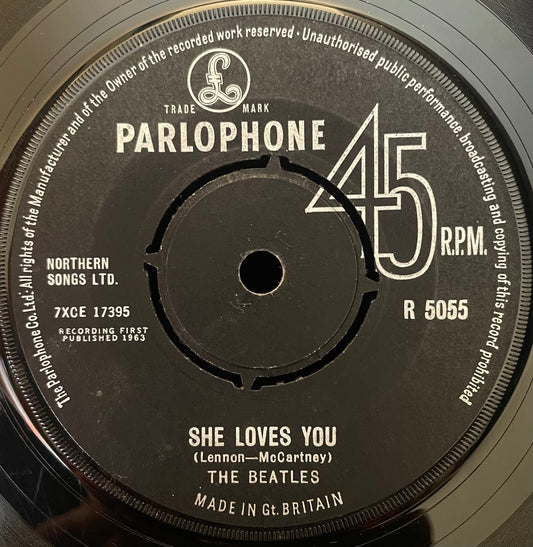 The Parlophone Co. Ltd. All rights of the Manufacturer and of the Owner of the recorded work reserved · Unauthorised public performance, broadcasting and copying of this record prohibited
£
TRADE MARK
PARLOPHONE
45
R.P.M.
NORTHERN
SONGS LTD.
7XCE 17395
RECORDING FIRST
PUBLISHED 1963
R 5055
SHE LOVES YOU
(Lennon—McCartney)
THE BEATLES
MADE IN Gt. BRITAIN